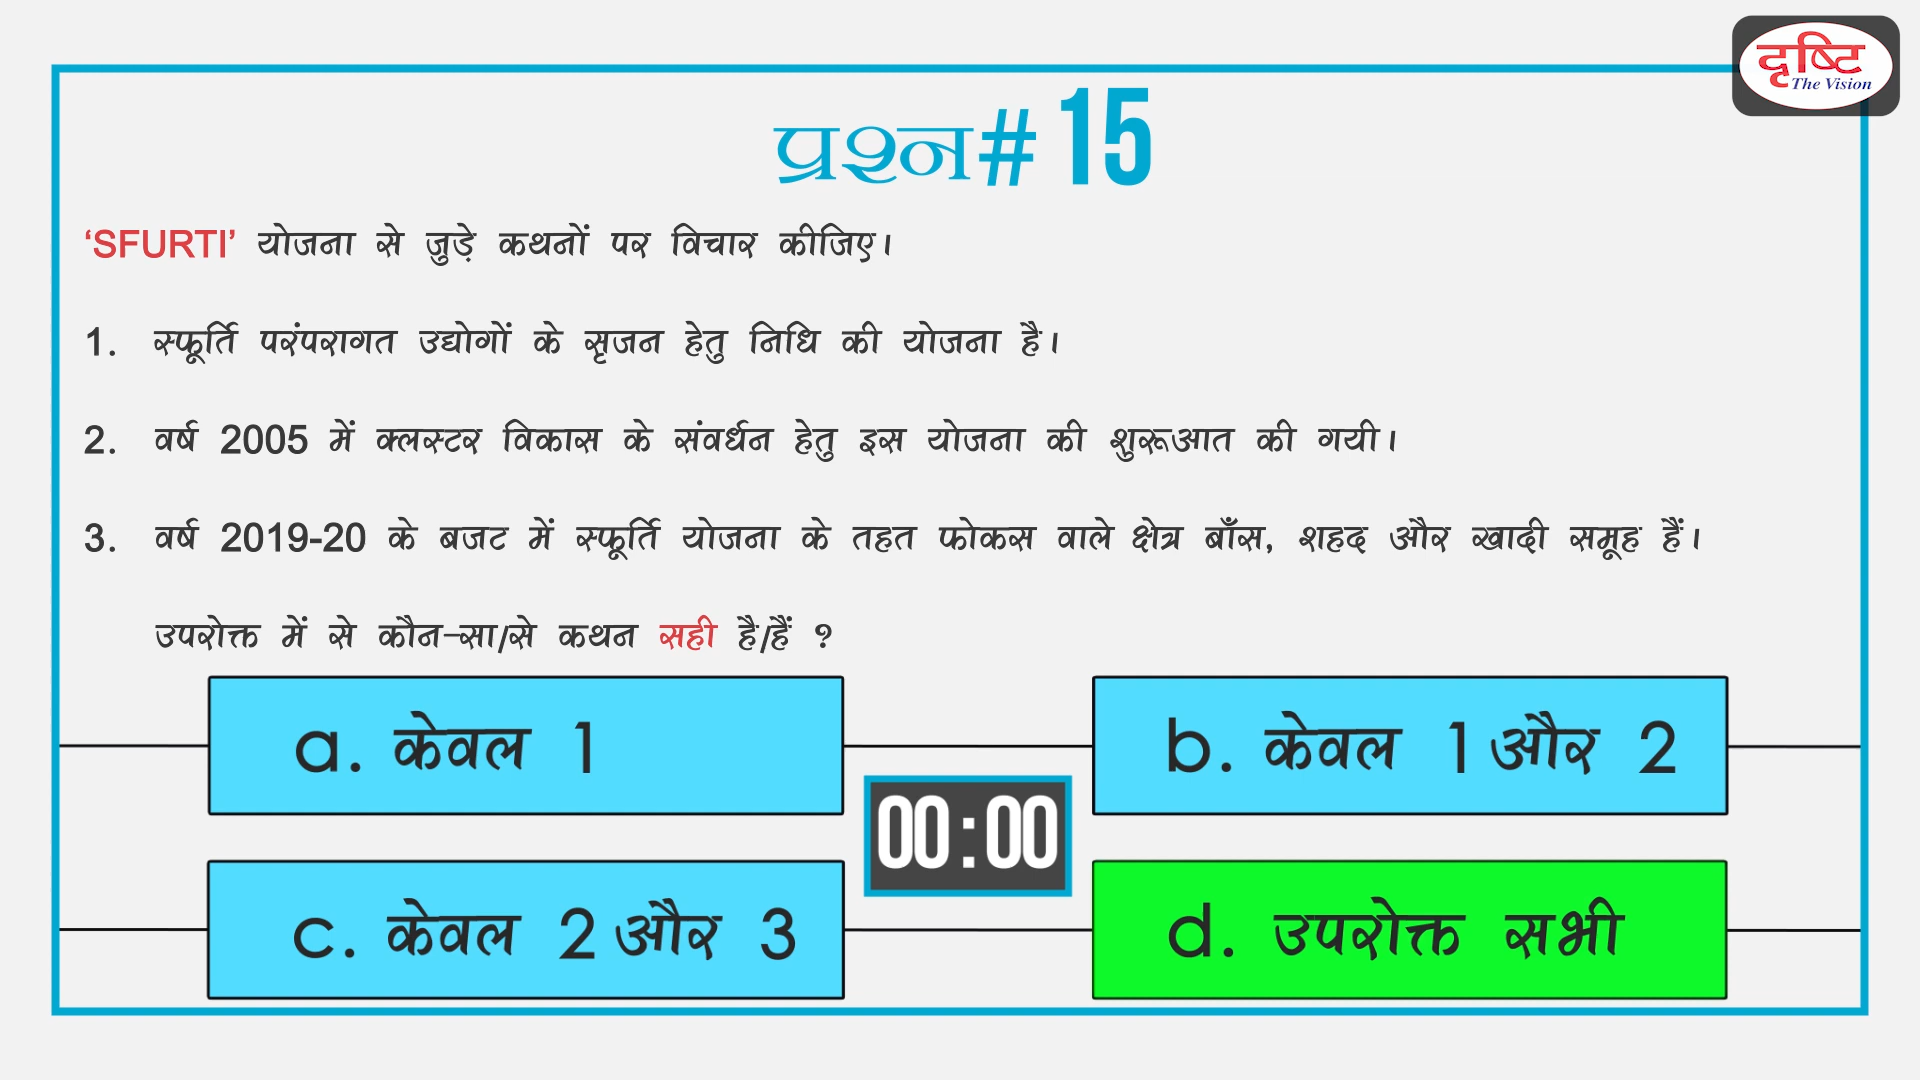 दृष्टि
The Vision
प्रश्न# 15
‘SFURTI’ योजना से जुड़े कथनों पर विचार कीजिए।
1. स्फूर्ति परंपरागत उद्योगों के सृजन हेतु निधि की योजना है।
2. वर्ष 2005 में क्लस्टर विकास के संवर्धन हेतु इस योजना की शुरूआत की गयी।
3. वर्ष 2019-20 के बजट में स्फूर्ति योजना के तहत फोकस वाले क्षेत्र बाँस, शहद और खादी समूह हैं।
उपरोक्त में से कौन-सा/से कथन सही है/हैं ?
a. केवल 1
b. केवल 1 और 2
00:00
c. केवल 2 और 3
d. उपरोक्त सभी